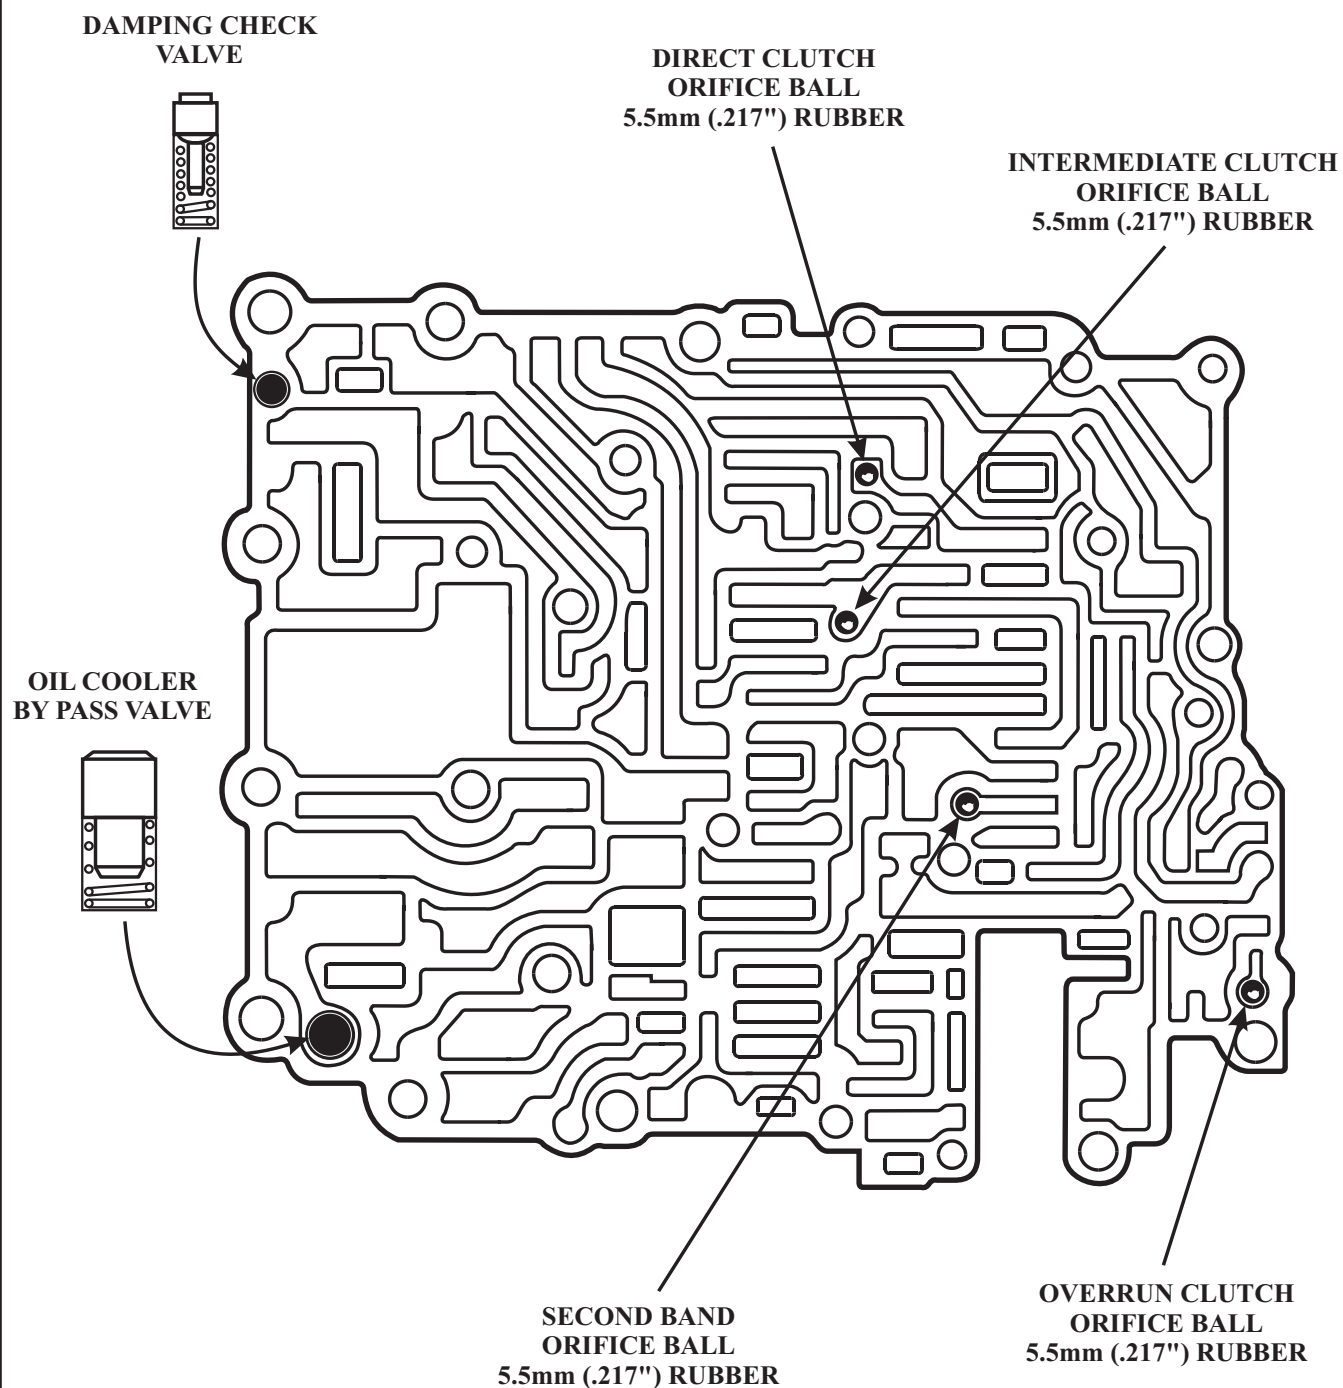 DAMPING CHECK
VALVE
DIRECT CLUTCH
ORIFICE BALL
5.5mm (.217") RUBBER
INTERMEDIATE CLUTCH
ORIFICE BALL
5.5mm (.217") RUBBER
OIL COOLER
BY PASS VALVE
SECOND BAND
ORIFICE BALL
5.5mm (.217") RUBBER
OVERRUN CLUTCH
ORIFICE BALL
5.5mm (.217") RUBBER